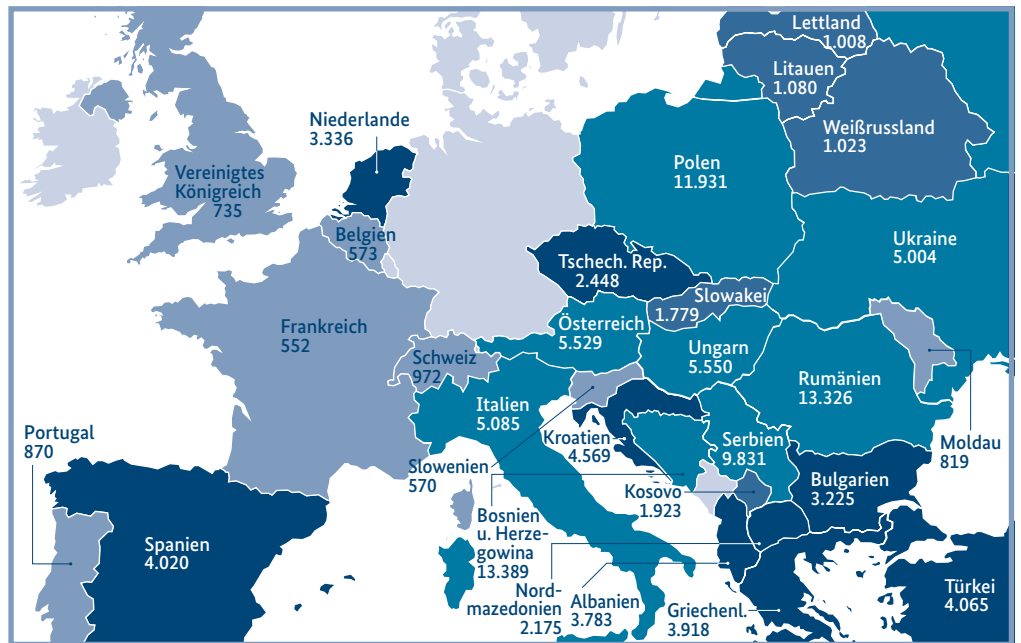 Lettland
1.008
Litauen
1.080
Weißrussland
1.023
Niederlande
3.336
Polen
11.931
Vereinigtes
Königreich
735
Belgien
573
Ukraine
5.004
Tschech. Rep.
2.448
Slowakei
1.779
Österreich
5.529
Frankreich
552
Schweiz
972
Ungarn
5.550
Rumänien
13.326
Italien
5.085
Portugal
870
Kroatien
4.569
Serbien
9.831
Moldau
819
Slowenien
570
Bulgarien
3.225
Kosovo
1.923
Bosnien
u. Herze-
gowina
13.389
Spanien
4.020
Nord-
mazedonien
2.175
Albanien
3.783
Griechenl.
3.918
Türkei
4.065